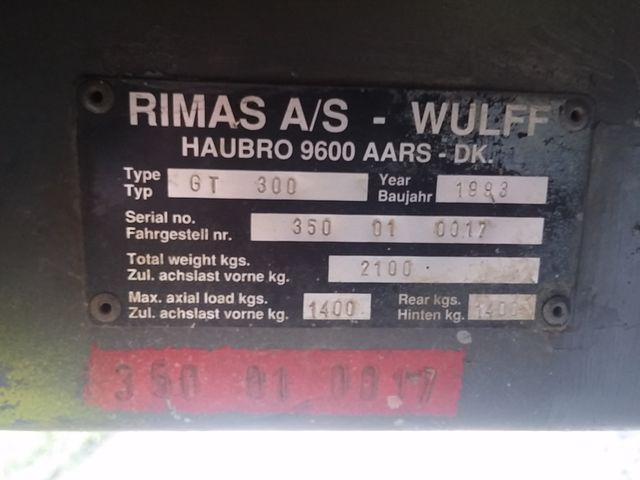 RIMAS A/S - WULFF
HAUBRO 9600 AARS - DK.
Type GT 300 Year 1993
Typ Baujahr
Serial no. 350 01 0017
Fahrgestell nr.
Total weight kgs. 2100
Zul. achslast vorne kg.
Max. axial load kgs. 1400 Rear kgs. 1400
Zul. achslast vorne kg. Hinten kg.
350 01 0017